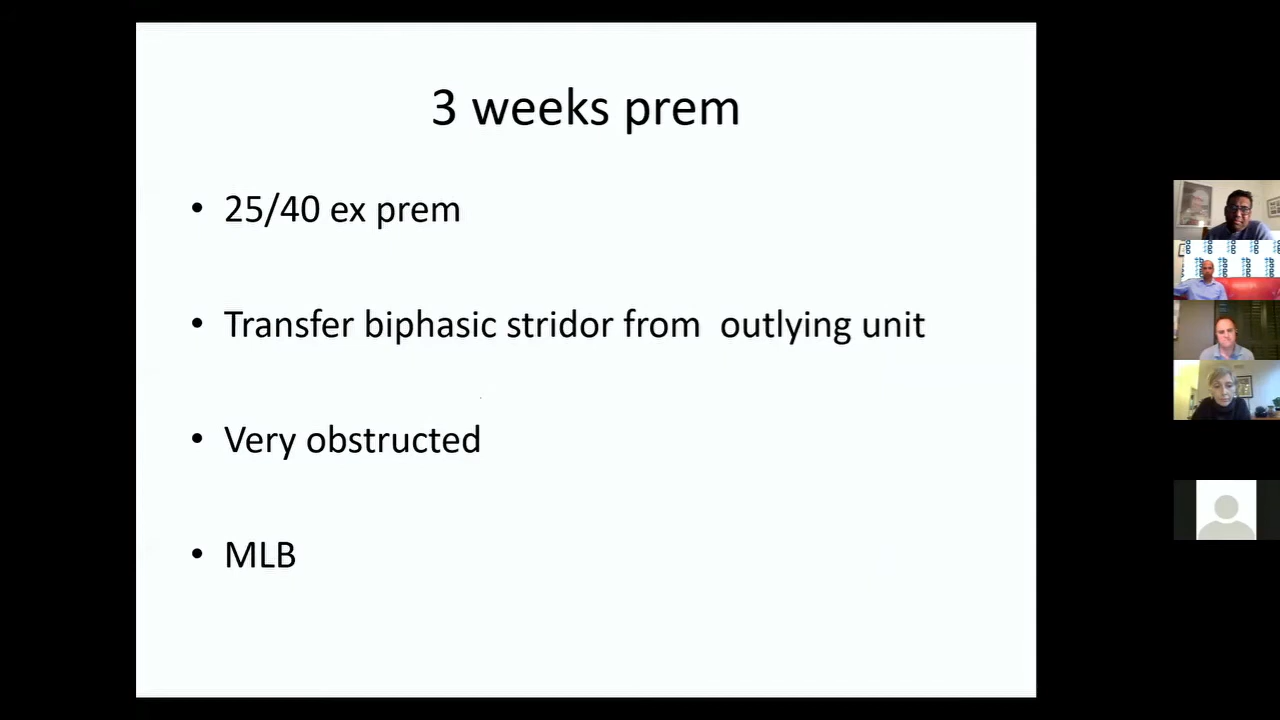 3 weeks prem
• 25/40 ex prem
• Transfer biphasic stridor from  outlying unit
• Very obstructed
• MLB